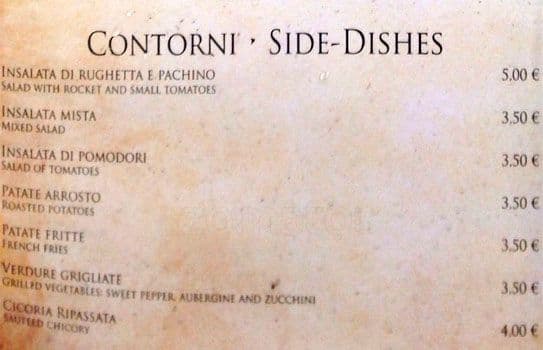 CONTORNI · SIDE-DISHES
INSALATA DI RUGHETTA E PACHINO 5,00 €
SALAD WITH ROCKET AND SMALL TOMATOES
INSALATA MISTA 3,50 €
MIXED SALAD
INSALATA DI POMODORI 3,50 €
SALAD OF TOMATOES
PATATE ARROSTO 3,50 €
ROASTED POTATOES
PATATE FRITTE 3,50 €
FRENCH FRIES
VERDURE GRIGLIATE 3,50 €
GRILLED VEGETABLES: SWEET PEPPER, AUBERGINE AND ZUCCHINI
CICORIA RIPASSATA 4,00 €
SAUTEED CHICORY